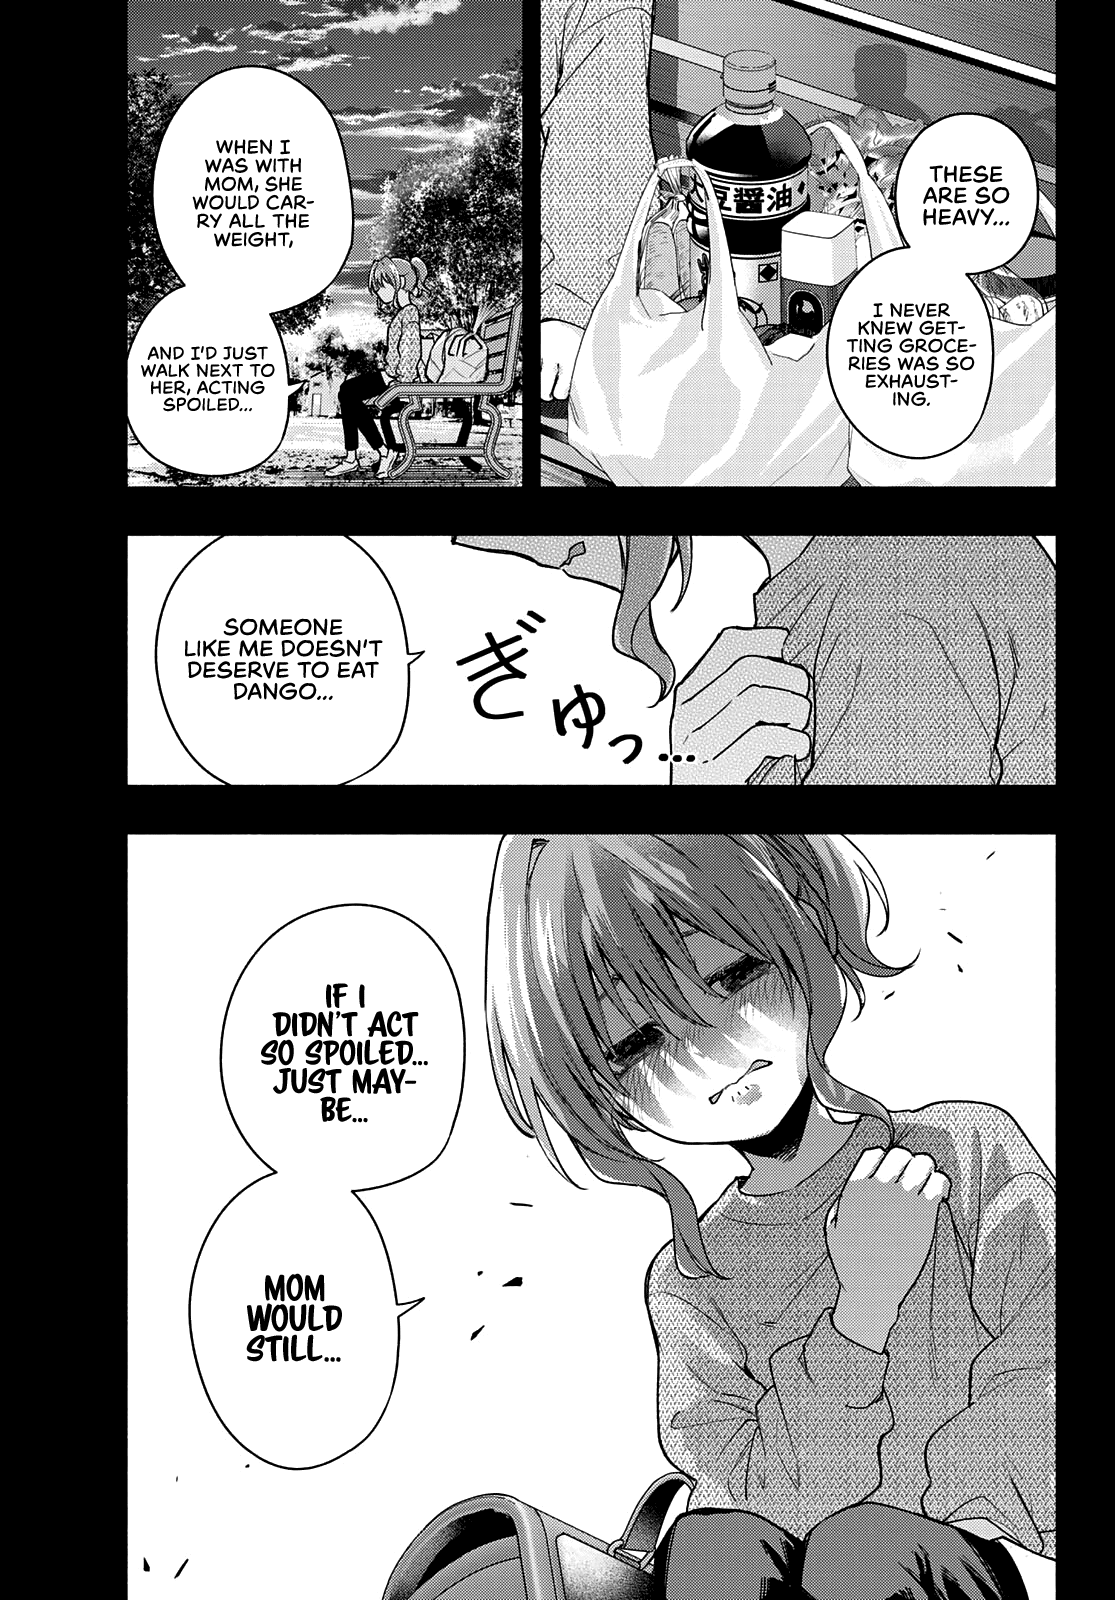 THESE
ARE SO
HEAVY...
I NEVER
KNEW GET-
TING GROCE-
RIES WAS SO
EXHAUST-
ING.
豆醤油
WHEN I
WAS WITH
MOM, SHE
WOULD CAR-
RY ALL THE
WEIGHT,
AND I'D JUST
WALK NEXT TO
HER, ACTING
SPOILED...
SOMEONE
LIKE ME DOESN'T
DESERVE TO EAT
DANGO...
ぎゅっ…
IF I
DIDN'T ACT
SO SPOILED...
JUST MAY-
BE...
MOM
WOULD
STILL...